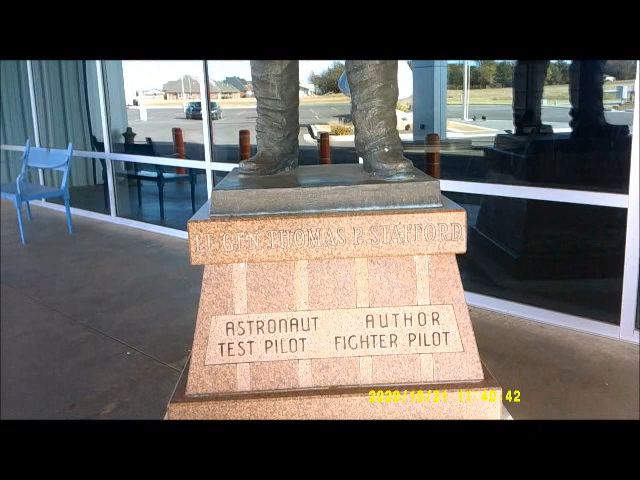 LT. GEN. THOMAS P. STAFFORD
ASTRONAUT AUTHOR
TEST PILOT FIGHTER PILOT